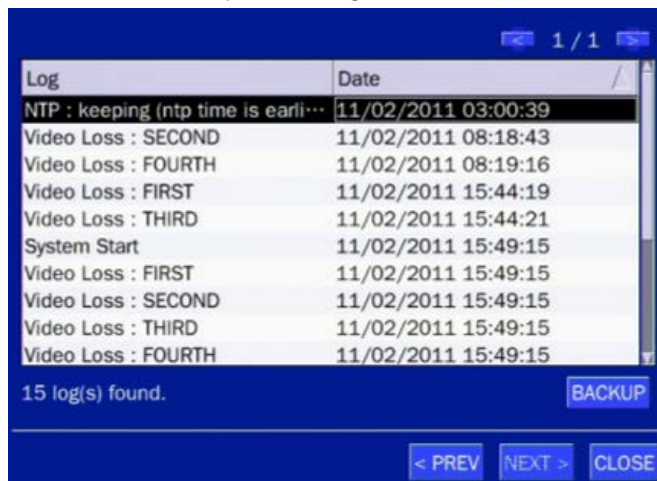 < 1 / 1 >
Log Date
NTP : keeping (ntp time is earli··· 11/02/2011 03:00:39
Video Loss : SECOND 11/02/2011 08:18:43
Video Loss : FOURTH 11/02/2011 08:19:16
Video Loss : FIRST 11/02/2011 15:44:19
Video Loss : THIRD 11/02/2011 15:44:21
System Start 11/02/2011 15:49:15
Video Loss : FIRST 11/02/2011 15:49:15
Video Loss : SECOND 11/02/2011 15:49:15
Video Loss : THIRD 11/02/2011 15:49:15
Video Loss : FOURTH 11/02/2011 15:49:15
15 log(s) found. BACKUP
< PREV NEXT > CLOSE